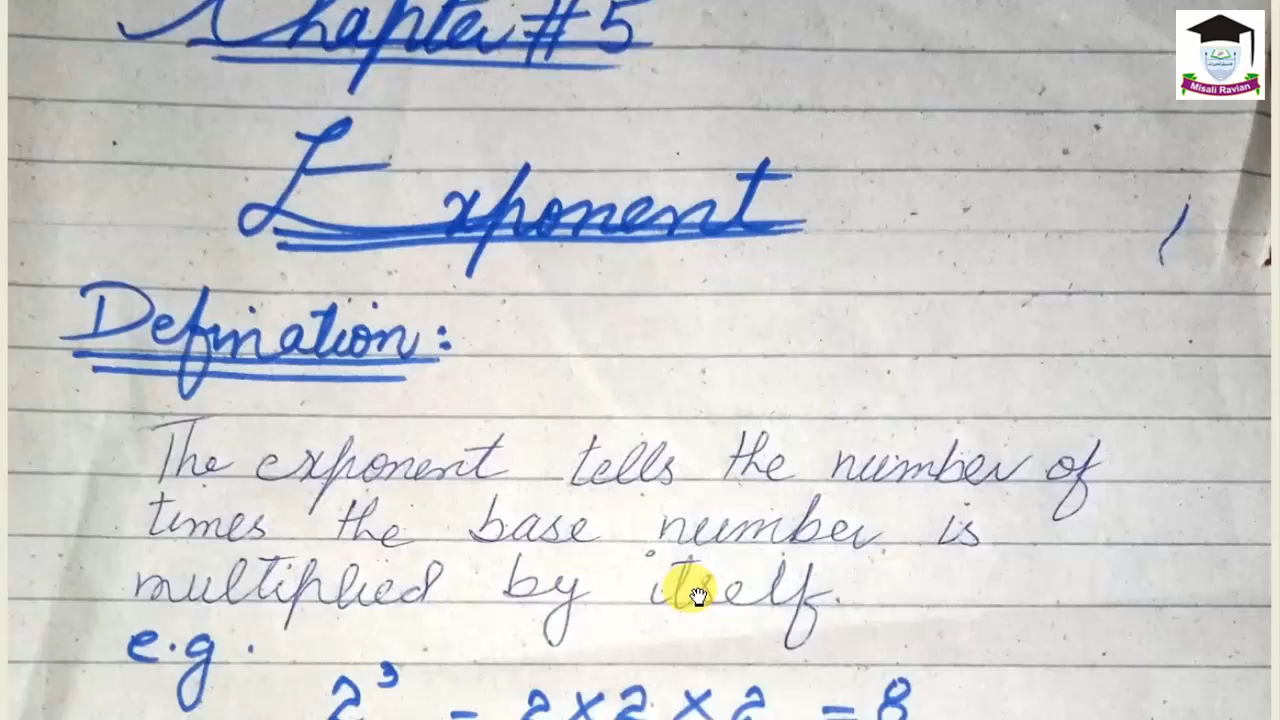 Chapter # 5
Misali Ravian
Exponent
Defination:
The exponent tells the number of
times the base number is
multiplied by itself.
e.g.
2³ = 2 × 2 × 2 = 8